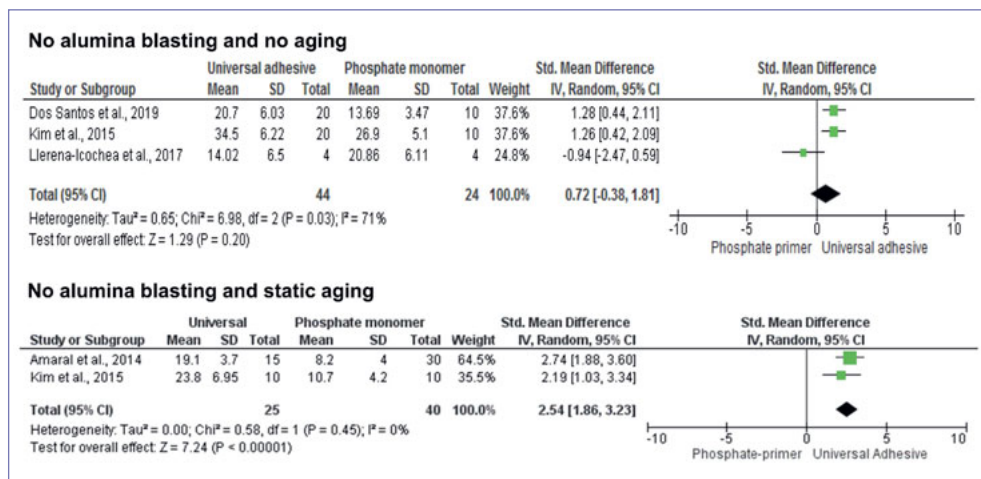 No alumina blasting and no aging
Universal adhesive Phosphate monomer Std. Mean Difference Std. Mean Difference
Study or Subgroup Mean SD Total Mean SD Total Weight IV, Random, 95% CI IV, Random, 95% CI
Dos Santos et al., 2019 20.7 6.03 20 13.69 3.47 10 37.6% 1.28 [0.44, 2.11]
Kim et al., 2015 34.5 6.22 20 26.9 5.1 10 37.6% 1.26 [0.42, 2.09]
Llerena-Icochea et al., 2017 14.02 6.5 4 20.86 6.11 4 24.8% -0.94 [-2.47, 0.59]
Total (95% CI) 44 24 100.0% 0.72 [-0.38, 1.81]
Heterogeneity: Tau² = 0.65; Chi² = 6.98, df = 2 (P = 0.03); I² = 71%
Test for overall effect: Z = 1.29 (P = 0.20)
-10 -5 0 5 10
Phosphate primer Universal adhesive
No alumina blasting and static aging
Universal Phosphate monomer Std. Mean Difference Std. Mean Difference
Study or Subgroup Mean SD Total Mean SD Total Weight IV, Random, 95% CI IV, Random, 95% CI
Amaral et al., 2014 19.1 3.7 15 8.2 4 30 64.5% 2.74 [1.88, 3.60]
Kim et al., 2015 23.8 6.95 10 10.7 4.2 10 35.5% 2.19 [1.03, 3.34]
Total (95% CI) 25 40 100.0% 2.54 [1.86, 3.23]
Heterogeneity: Tau² = 0.00; Chi² = 0.58, df = 1 (P = 0.45); I² = 0%
Test for overall effect: Z = 7.24 (P < 0.00001)
-10 -5 0 5 10
Phosphate-primer Universal Adhesive